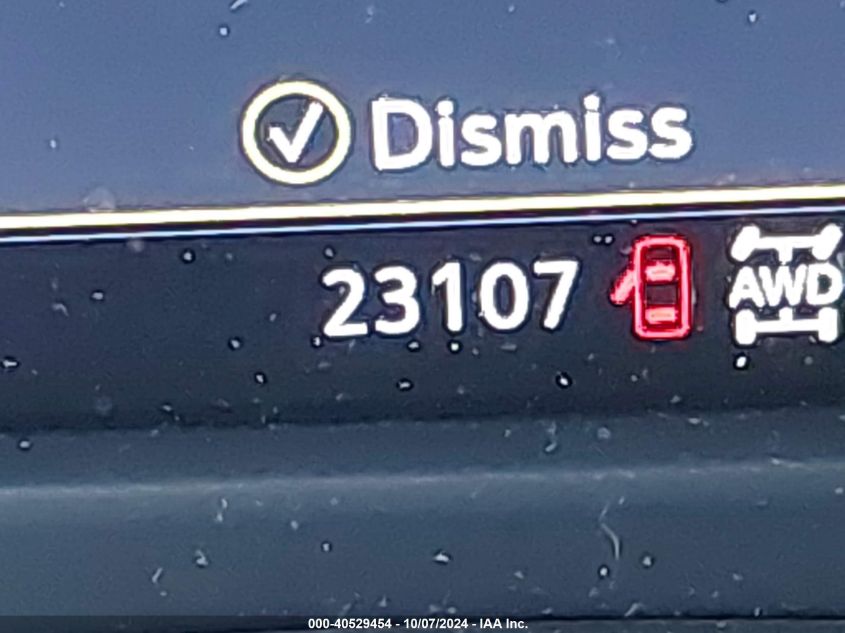 Dismiss
23107
AWD
000-40529454 - 10/07/2024 - IAA Inc.